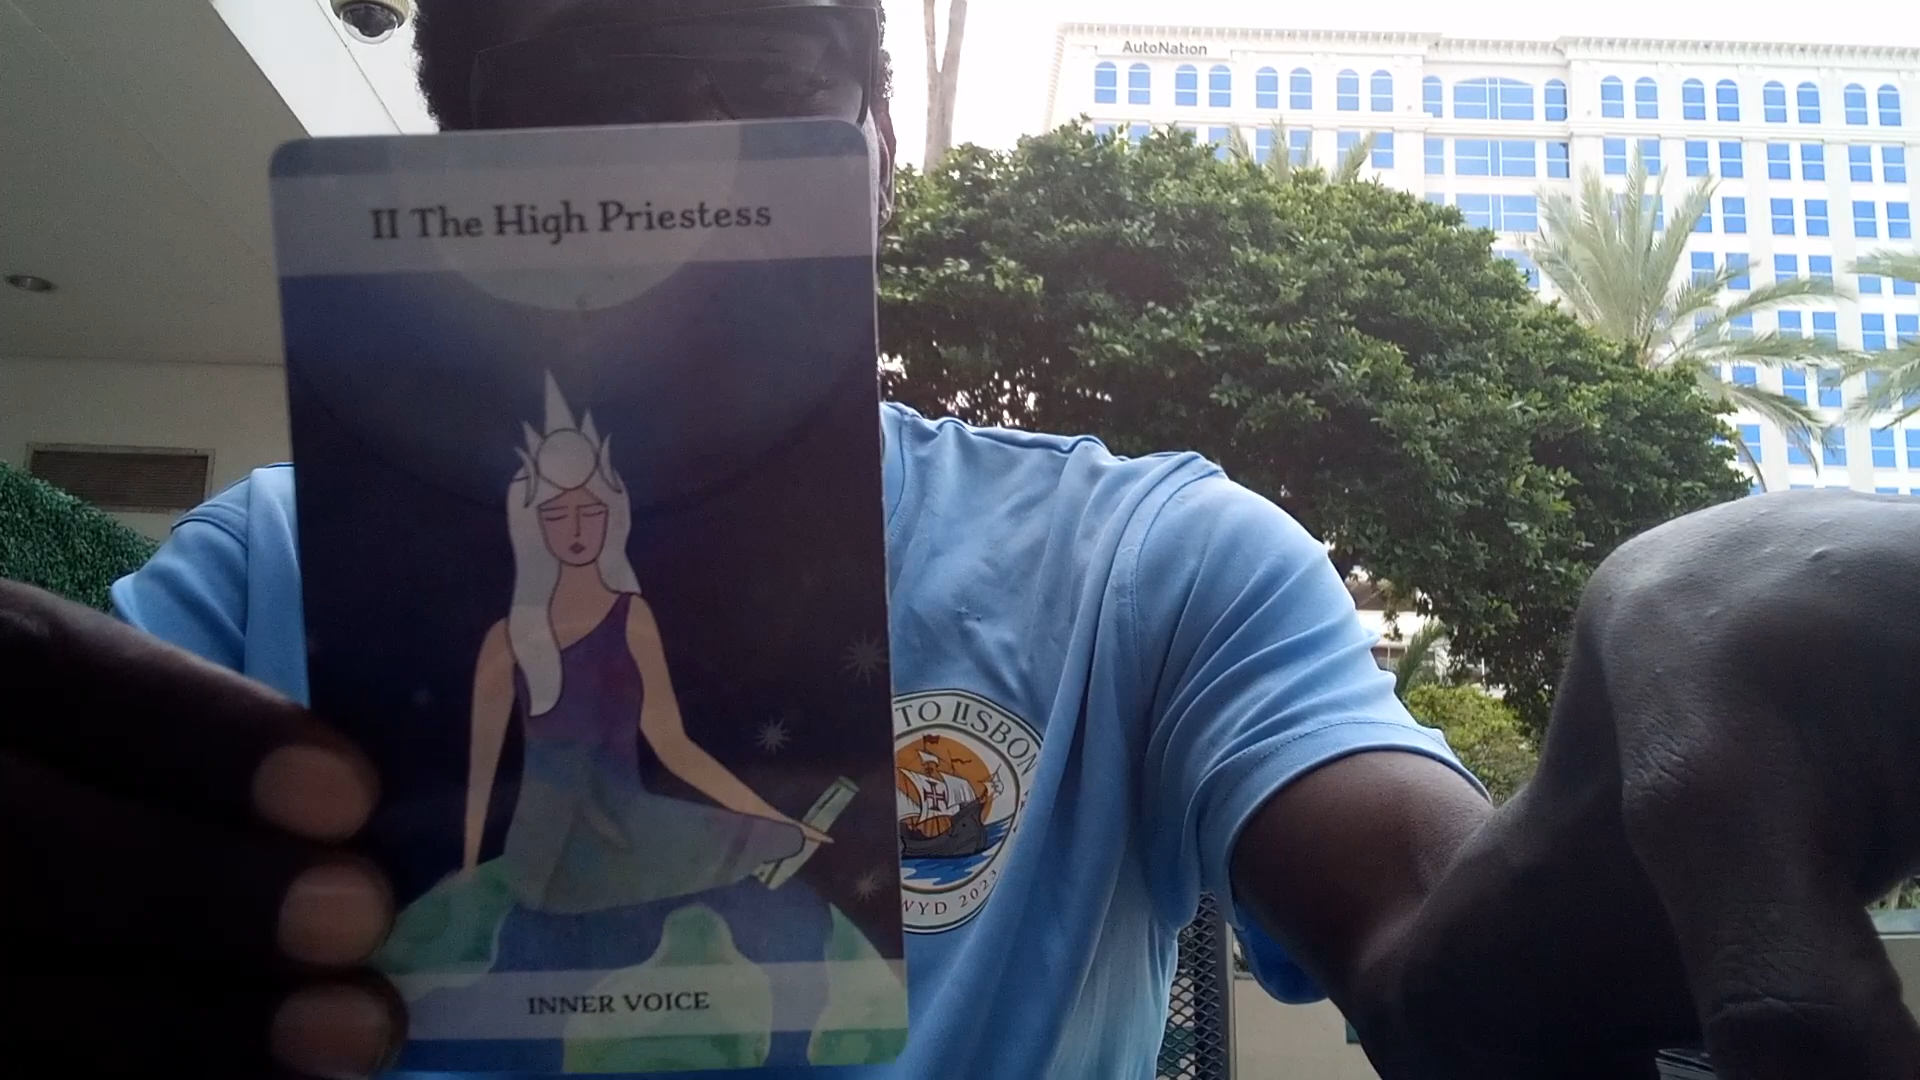 AutoNation
II The High Priestess
TO LISBON
WYD 2023
INNER VOICE